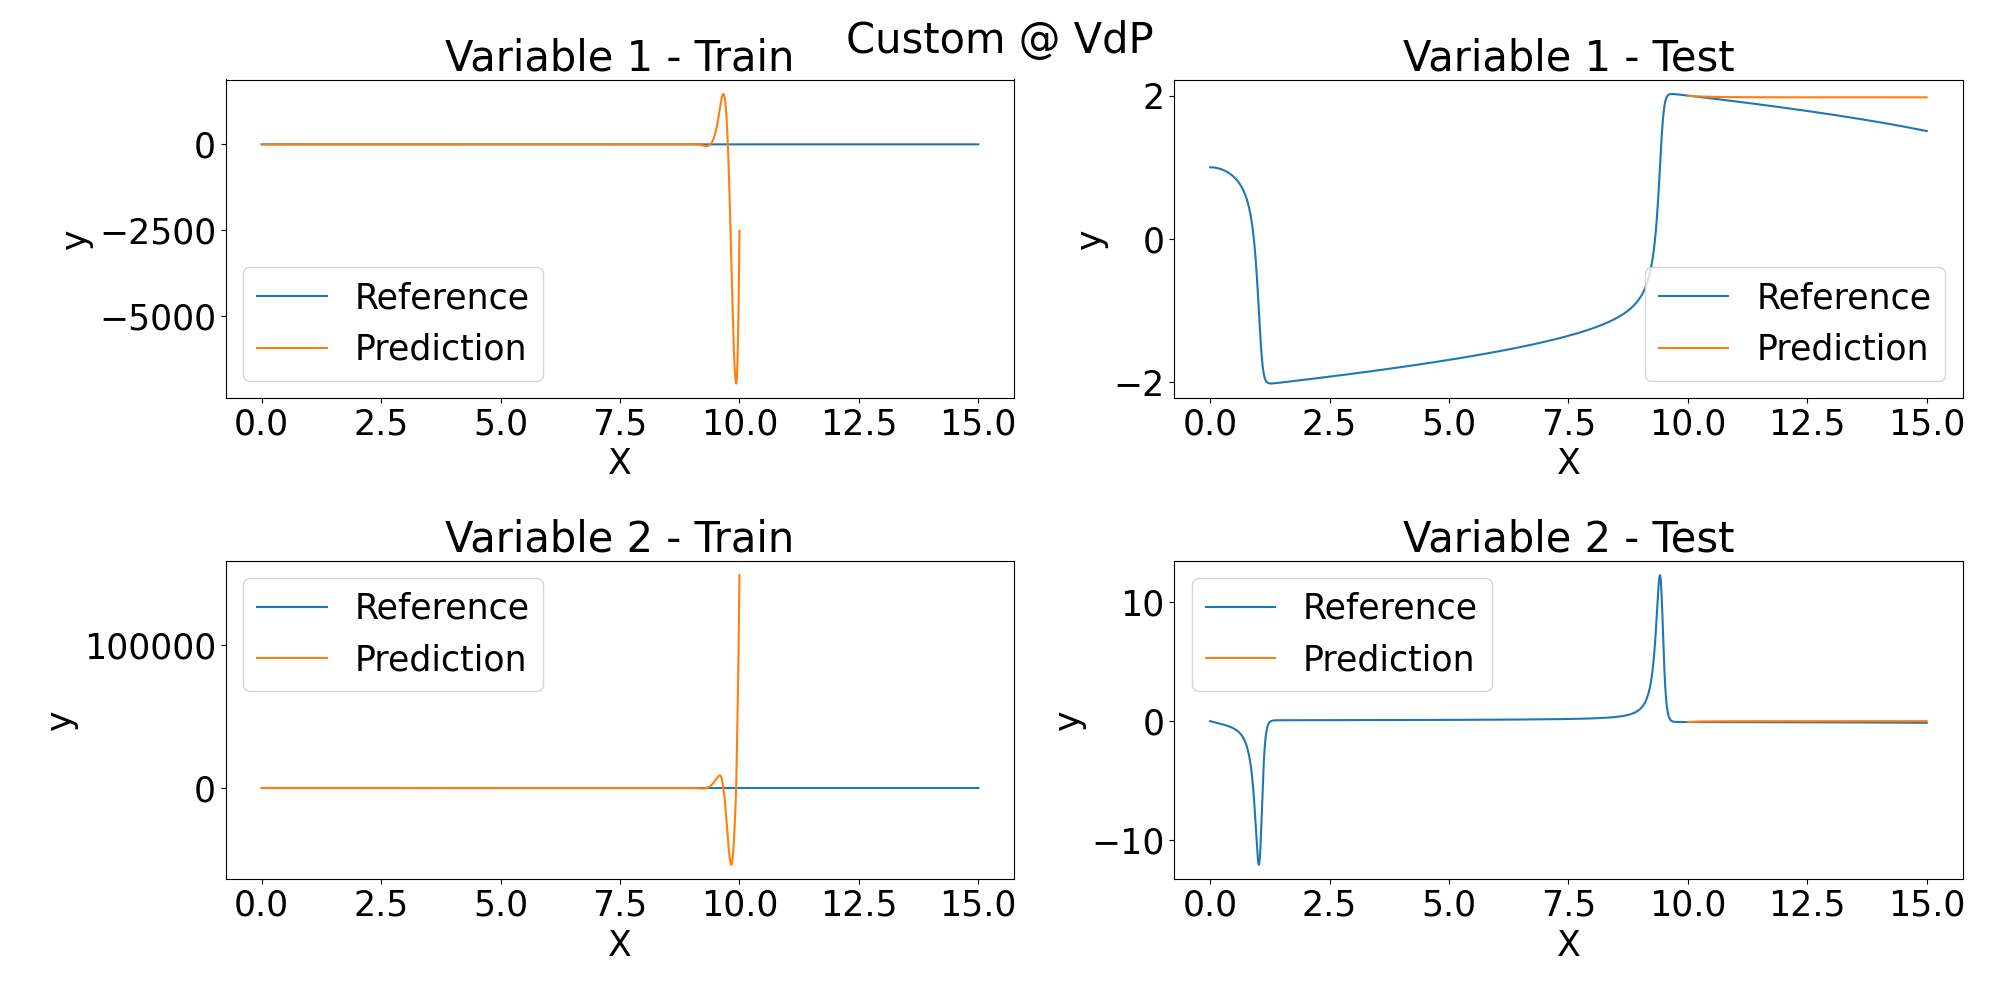 Custom @ VdP
Variable 1 - Train
0
−2500
−5000
y
Reference
Prediction
0.0 2.5 5.0 7.5 10.0 12.5 15.0
X
Variable 1 - Test
2
0
−2
y
Reference
Prediction
0.0 2.5 5.0 7.5 10.0 12.5 15.0
X
Variable 2 - Train
100000
0
y
Reference
Prediction
0.0 2.5 5.0 7.5 10.0 12.5 15.0
X
Variable 2 - Test
10
0
−10
y
Reference
Prediction
0.0 2.5 5.0 7.5 10.0 12.5 15.0
X